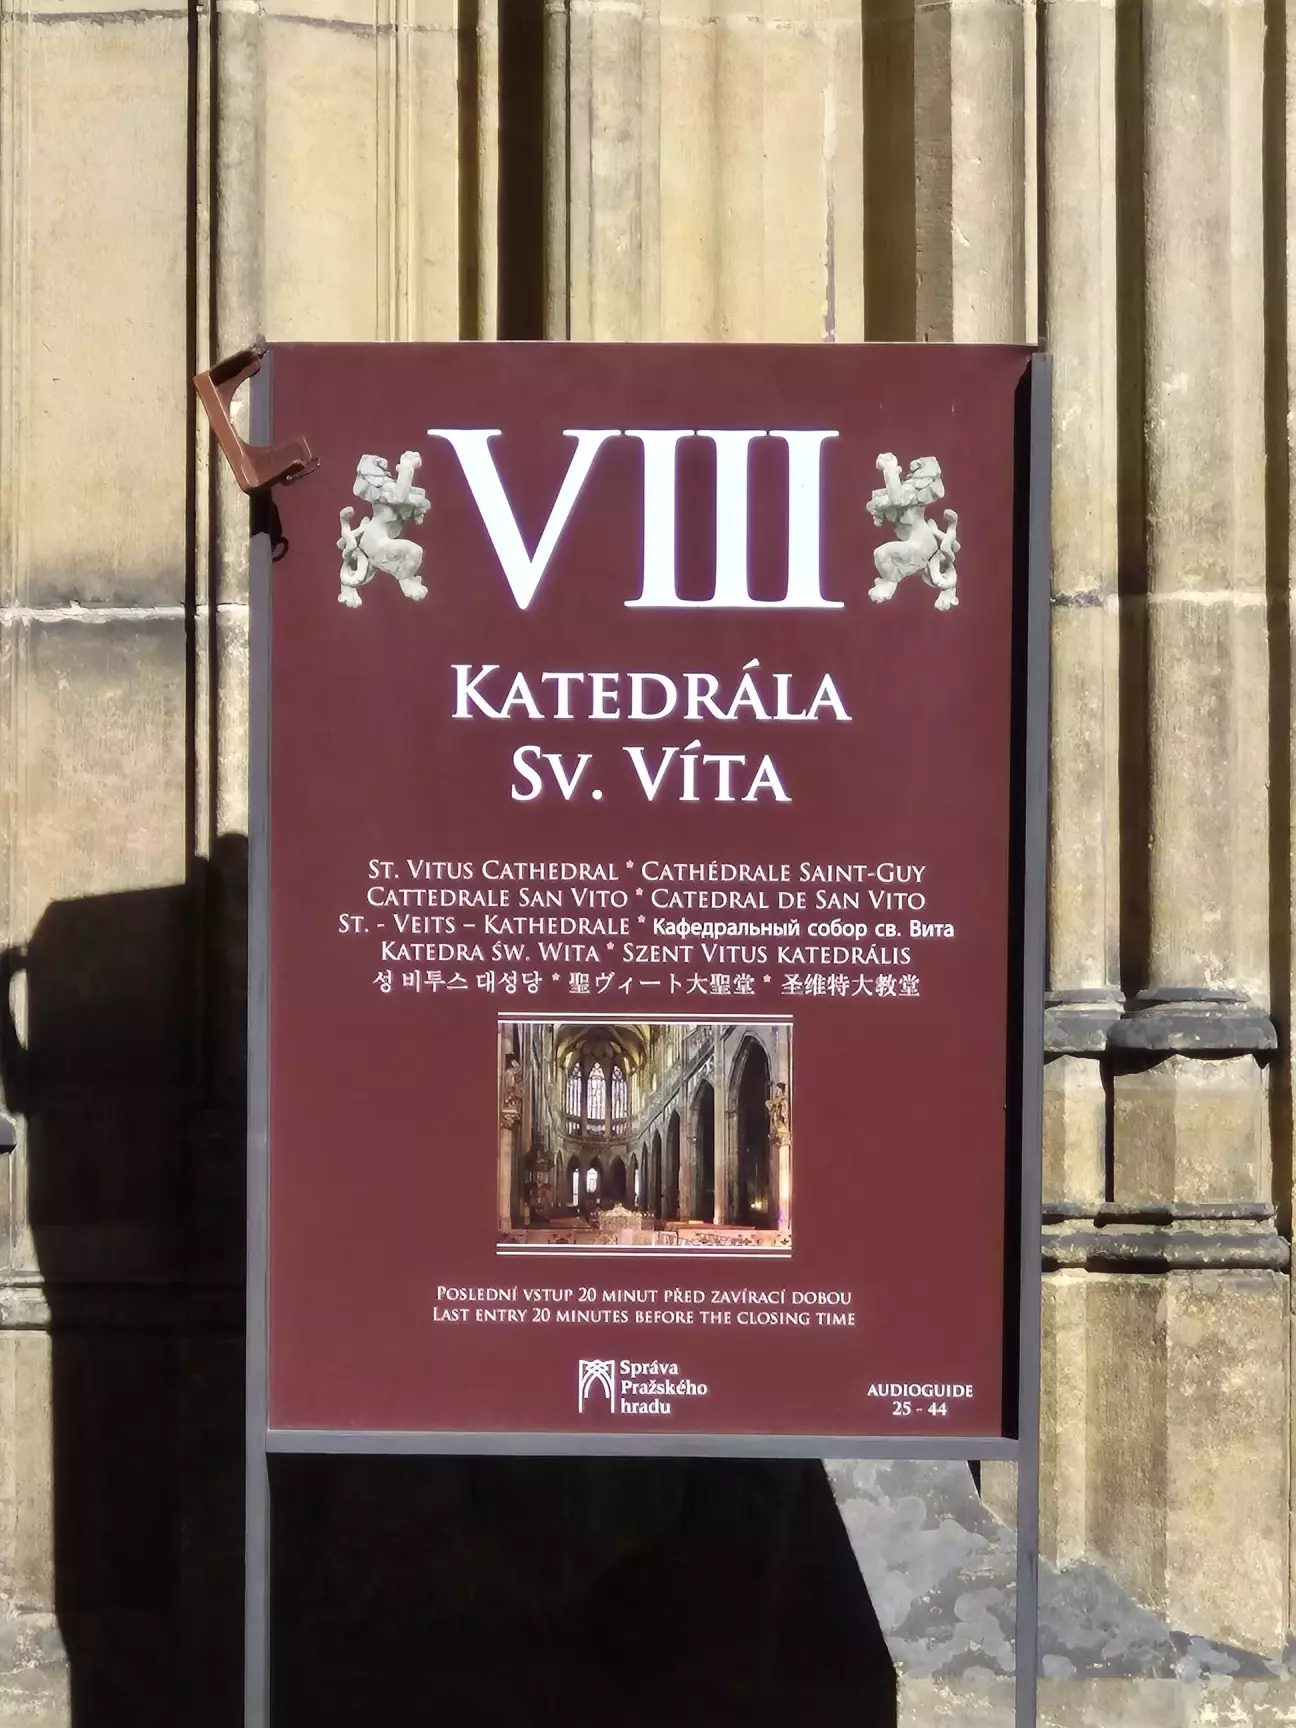 VIII
KATEDRÁLA
SV. VÍTA
ST. VITUS CATHEDRAL * CATHÉDRALE SAINT-GUY
CATTEDRALE SAN VITO * CATEDRAL DE SAN VITO
ST. - VEITS – KATHEDRALE * Кафедральный собор св. Вита
KATEDRA ŚW. WITA * SZENT VITUS KATEDRÁLIS
성 비투스 대성당 * 聖ヴィート大聖堂 * 圣维特大教堂
POSLEDNÍ VSTUP 20 MINUT PŘED ZAVÍRACÍ DOBOU
LAST ENTRY 20 MINUTES BEFORE THE CLOSING TIME
Správa
Pražského
hradu
AUDIOGUIDE
25 - 44